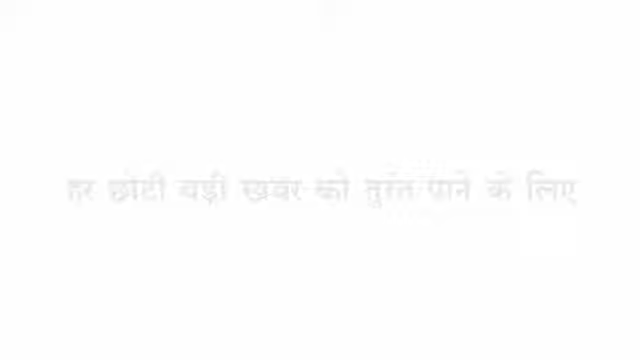 हर छोटी बड़ी खबर को तुरंत पाने के लिए